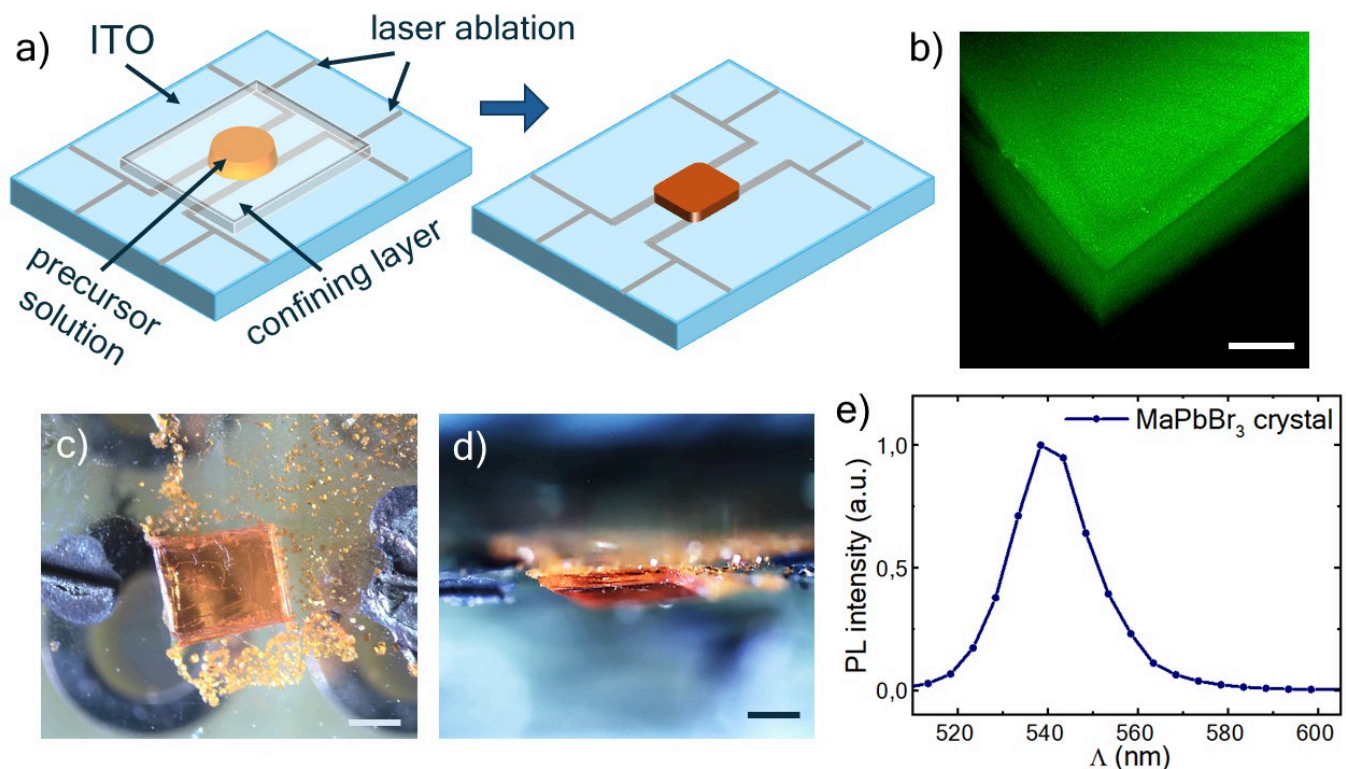 a)
ITO
laser ablation
precursor
solution
confining layer
b)
c)
d)
e)
MaPbBr₃ crystal
PL intensity (a.u.)
1,0
0,5
0,0
520 540 560 580 600
Λ (nm)